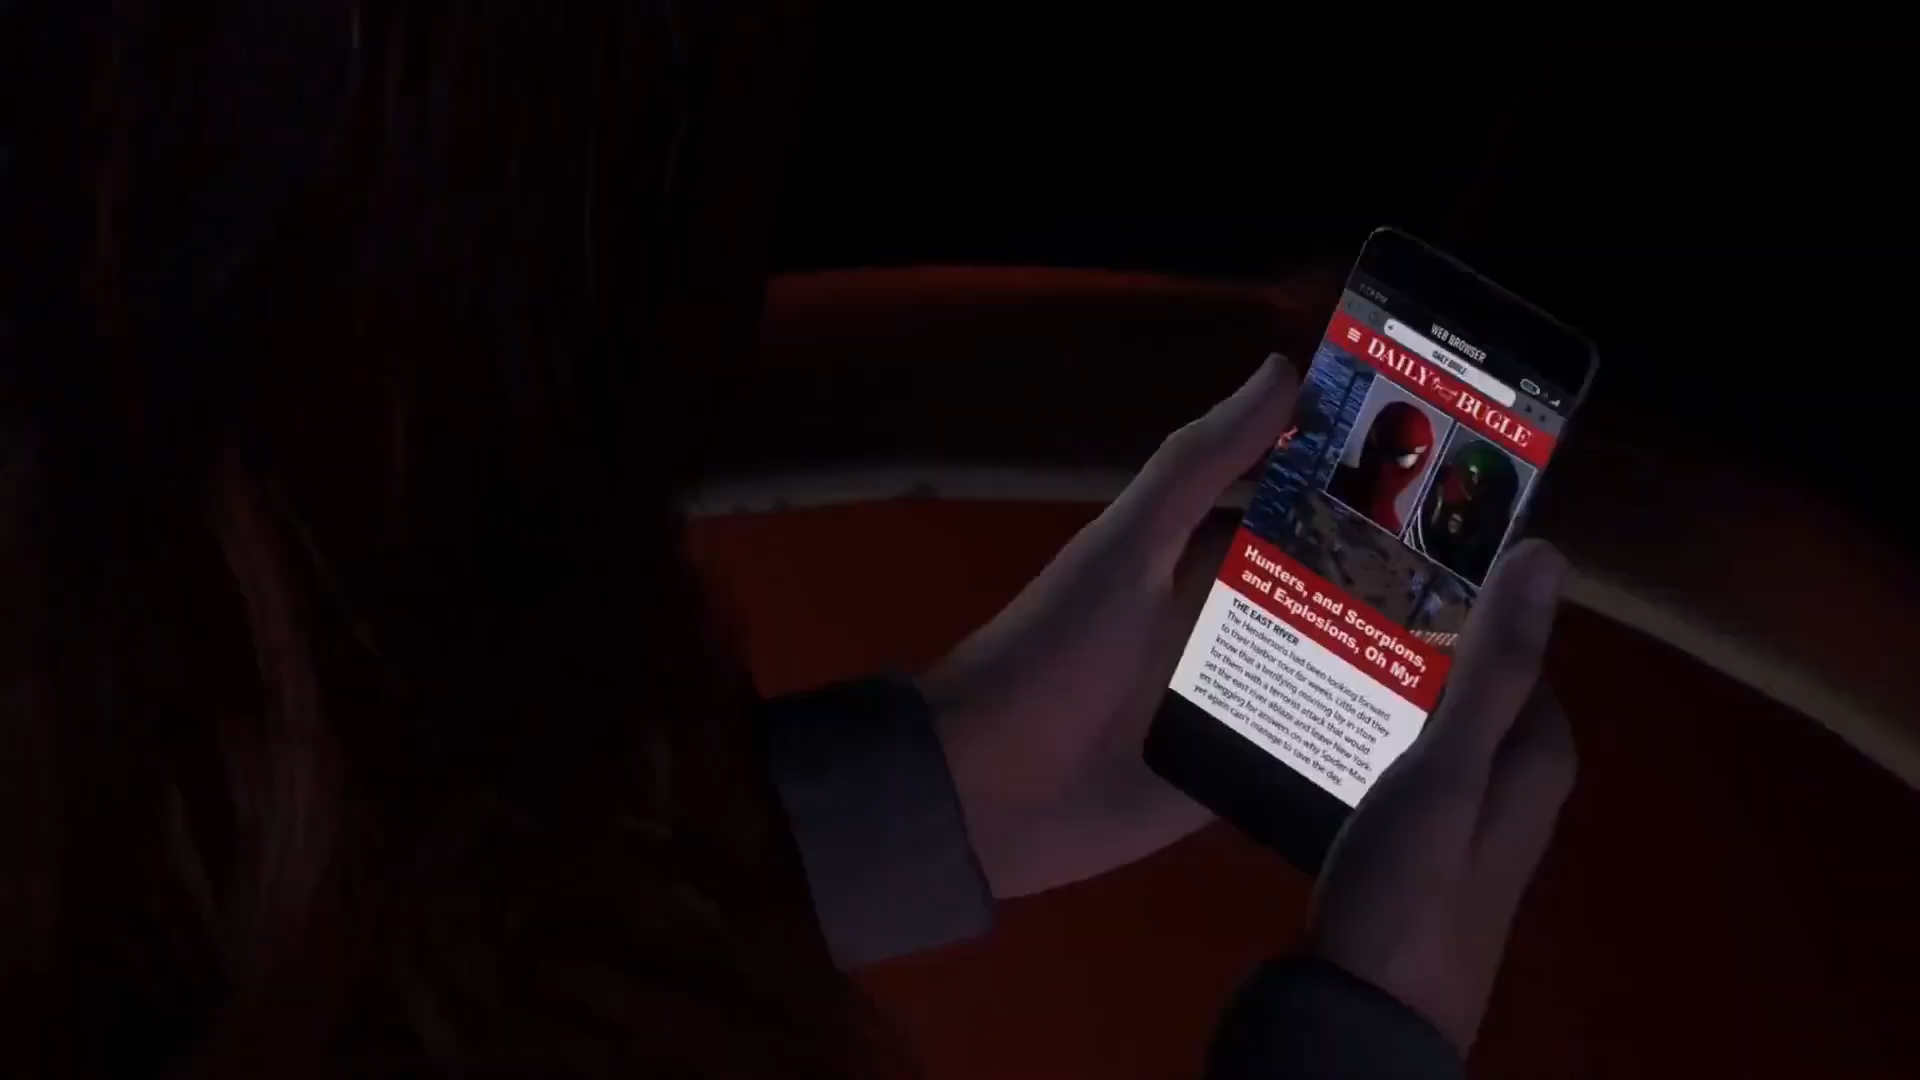 WEB BROWSER
DAILY BUGLE
DAILY BUGLE
Hunters, and Scorpions,
and Explosions, Oh My!
THE EAST RIVER
The Hendersons had been looking forward
to their harbor tour for weeks. Little did they
know that a terrifying morning lay in store
for them with a terrorist attack that would
set the east river ablaze and leave New York-
ers begging for answers on why Spider-Man
yet again can't manage to save the day.